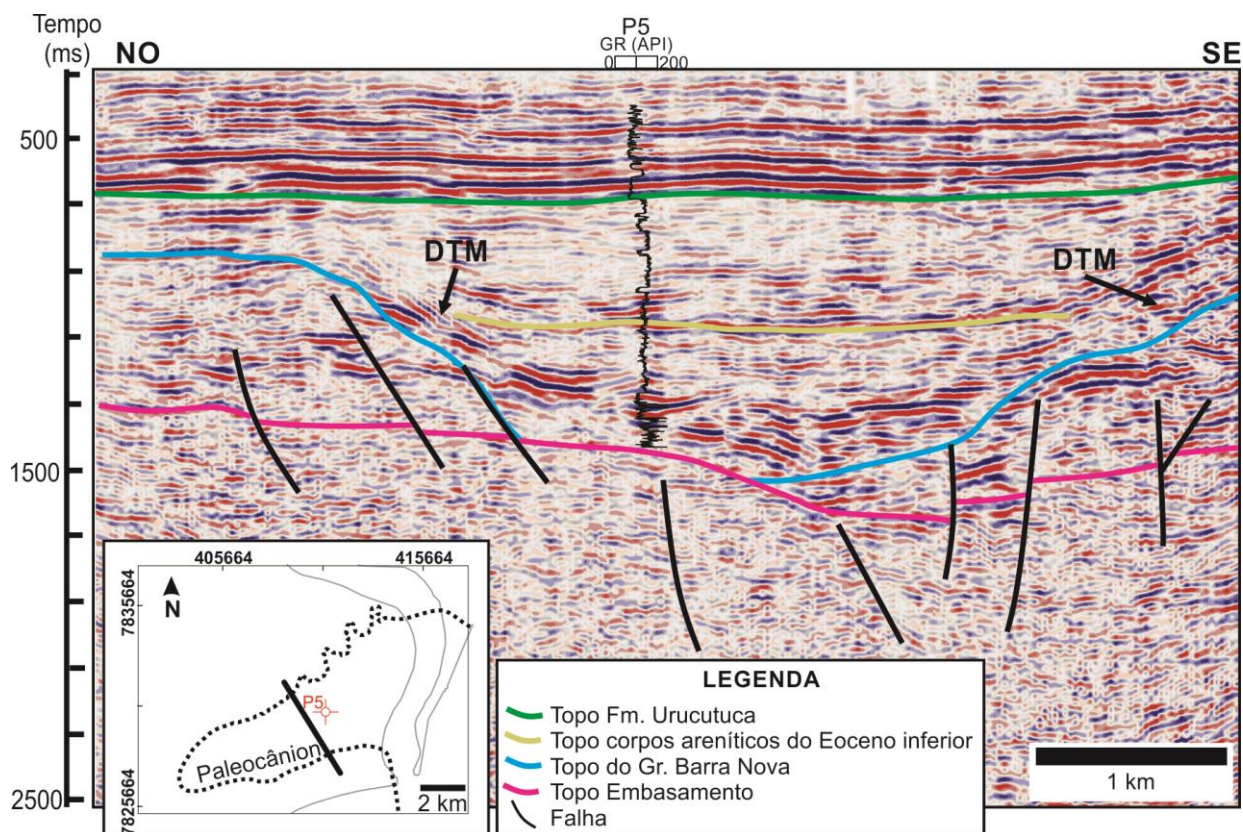 Tempo
(ms)
NO
P5
GR (API)
0 200
SE
500
DTM
DTM
1500
2500
405664 415664
7835664
N
P5
Paleocânion
7825664
2 km
LEGENDA
Topo Fm. Urucutuca
Topo corpos areníticos do Eoceno inferior
Topo do Gr. Barra Nova
Topo Embasamento
Falha
1 km